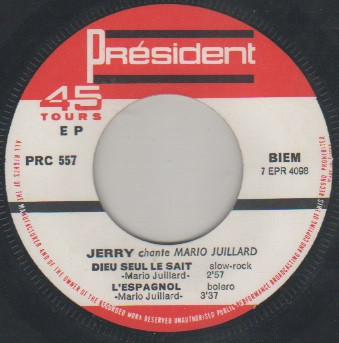 Président
45
TOURS
EP
PRC 557
BIEM
7 EPR 4098
JERRY chante MARIO JUILLARD
DIEU SEUL LE SAIT slow-rock
-Mario Juillard- 2'57
L'ESPAGNOL bolero
-Mario Juillard- 3'37
ALL RIGHTS OF THE MANUFACTURER AND OF THE OWNER OF THE RECORDED WORK RESERVED UNAUTHORISED PUBLIC PERFORMANCE BROADCASTING AND COPYING OF THIS RECORD PROHIBITED